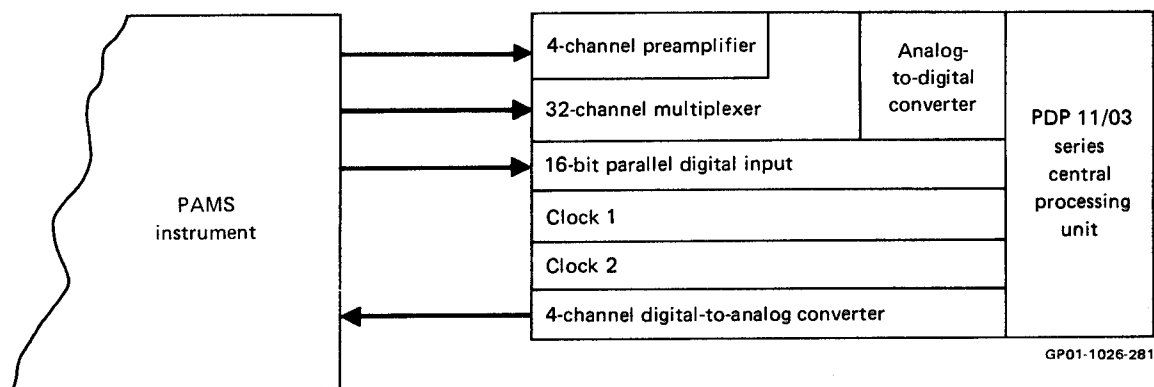 PAMS
instrument
4-channel preamplifier
32-channel multiplexer
Analog-
to-digital
converter
16-bit parallel digital input
Clock 1
Clock 2
4-channel digital-to-analog converter
PDP 11/03
series
central
processing
unit
GP01-1026-281